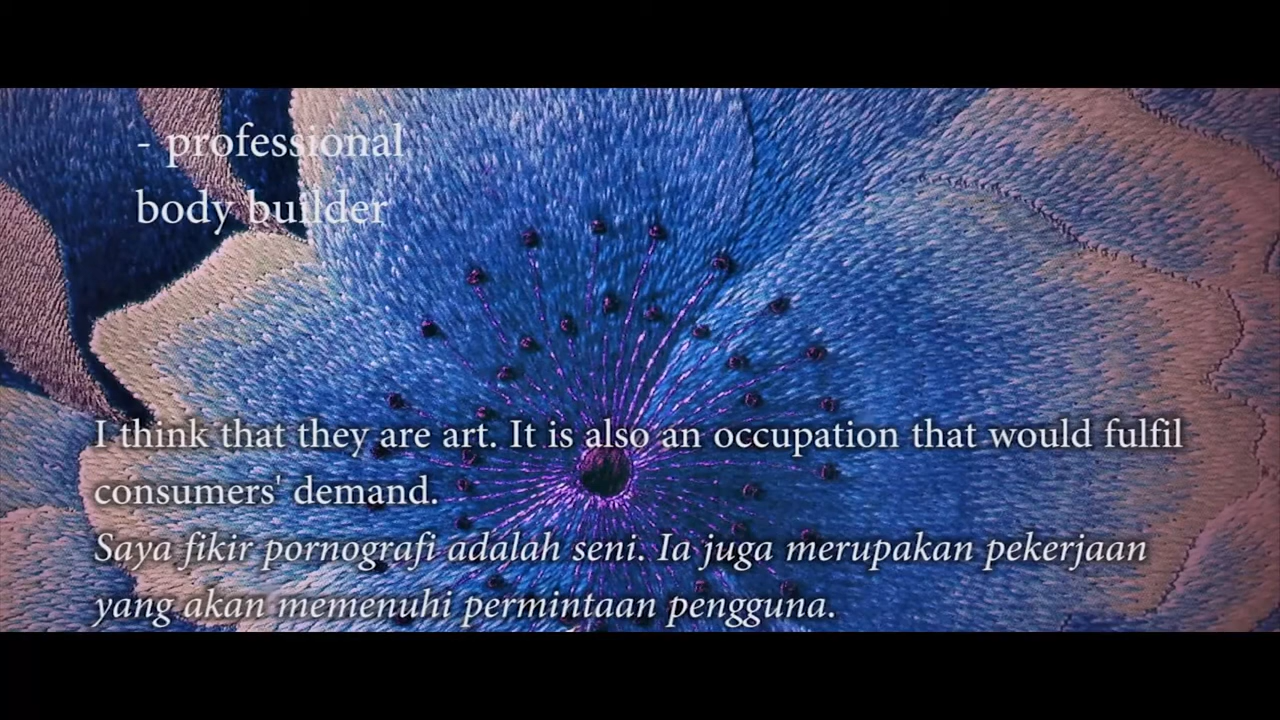 - professional
body builder
I think that they are art. It is also an occupation that would fulfil
consumers' demand.
Saya fikir pornografi adalah seni. Ia juga merupakan pekerjaan
yang akan memenuhi permintaan pengguna.